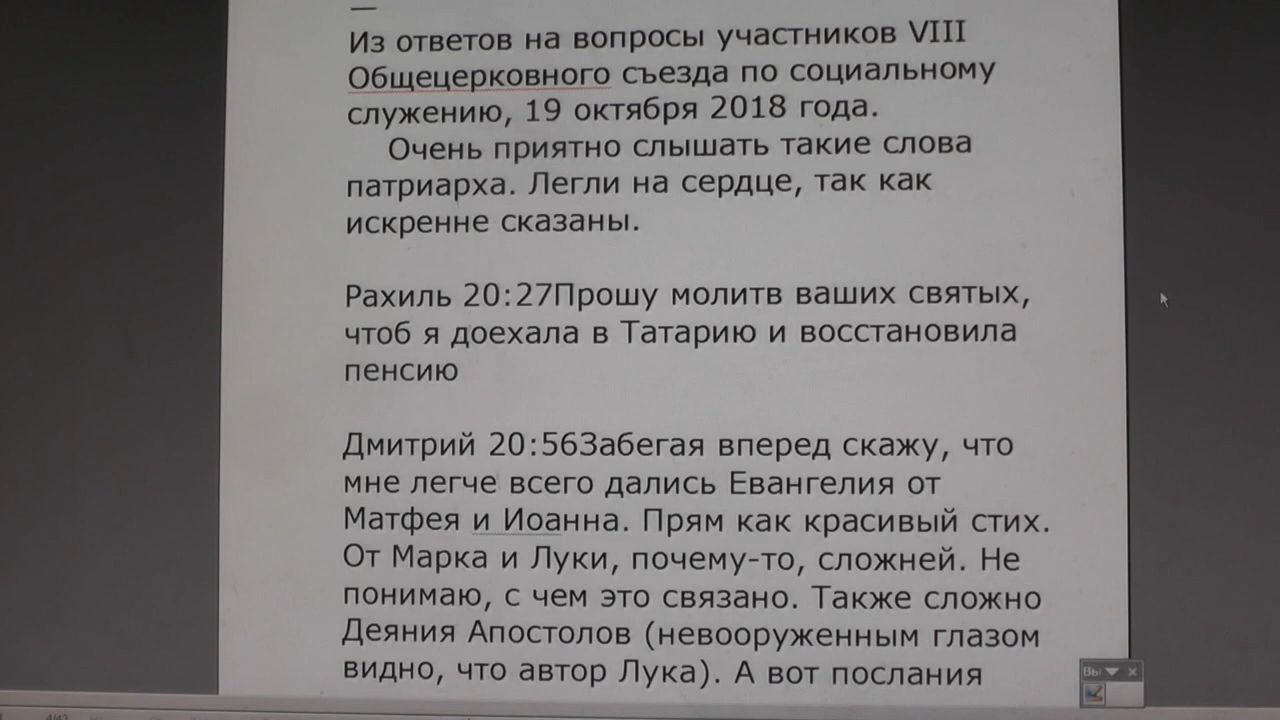 —
Из ответов на вопросы участников VIII
Общецерковного съезда по социальному
служению, 19 октября 2018 года.
Очень приятно слышать такие слова
патриарха. Легли на сердце, так как
искренне сказаны.
Рахиль 20:27Прошу молитв ваших святых,
чтоб я доехала в Татарию и восстановила
пенсию
Дмитрий 20:56Забегая вперед скажу, что
мне легче всего дались Евангелия от
Матфея и Иоанна. Прям как красивый стих.
От Марка и Луки, почему-то, сложней. Не
понимаю, с чем это связано. Также сложно
Деяния Апостолов (невооруженным глазом
видно, что автор Лука). А вот послания
Вы
4/43